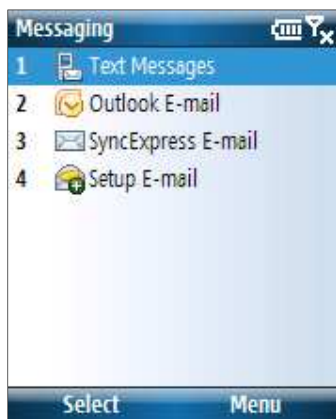 Messaging
1 Text Messages
2 Outlook E-mail
3 SyncExpress E-mail
4 Setup E-mail
Select Menu